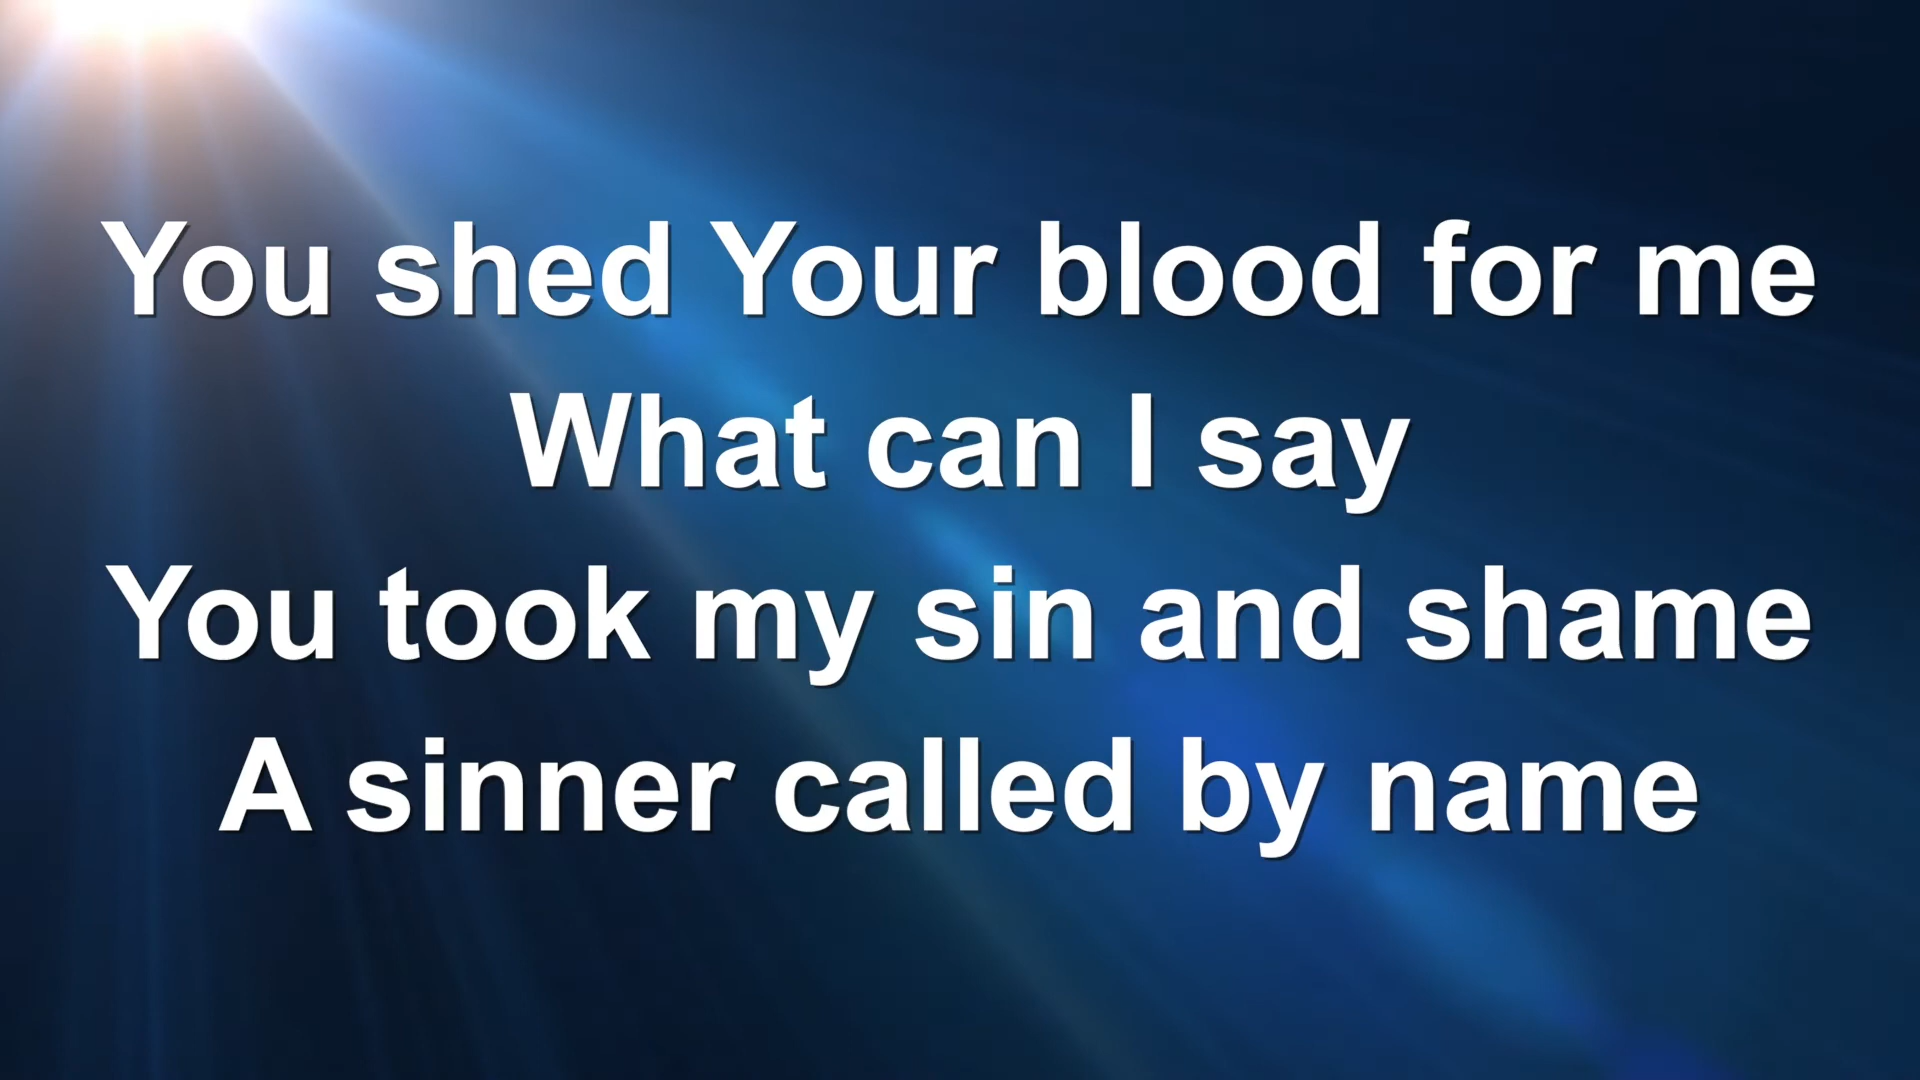 You shed Your blood for me
What can I say
You took my sin and shame
A sinner called by name